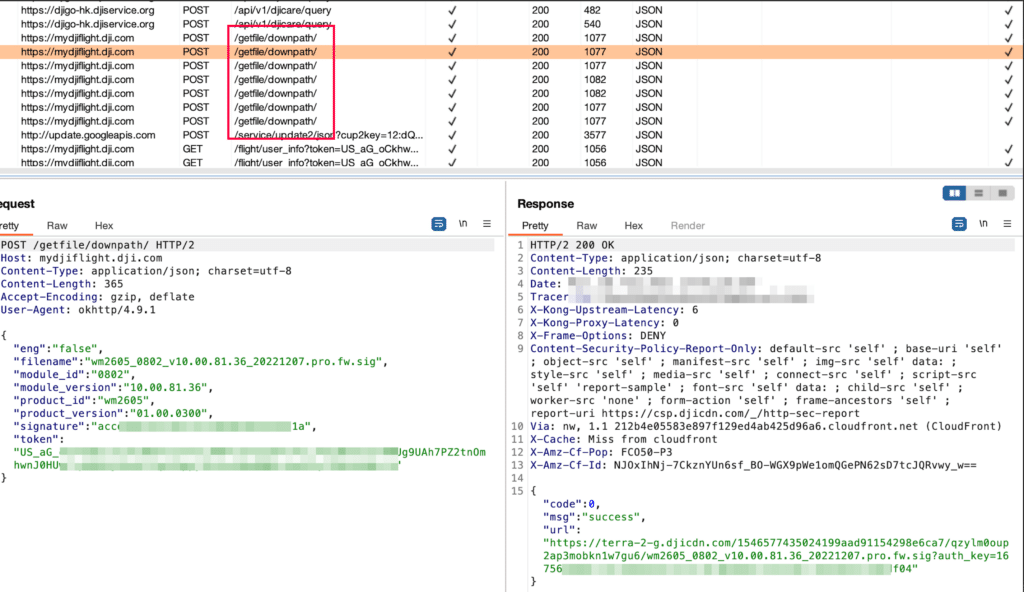 https://djigo-hk.djiservice.org POST /api/v1/djicare/query ✓ 200 482 JSON ✓
https://djigo-hk.djiservice.org POST /api/v1/djicare/query ✓ 200 540 JSON ✓
https://mydjiflight.dji.com POST /getfile/downpath/ ✓ 200 1077 JSON ✓
https://mydjiflight.dji.com POST /getfile/downpath/ ✓ 200 1077 JSON ✓
https://mydjiflight.dji.com POST /getfile/downpath/ ✓ 200 1077 JSON ✓
https://mydjiflight.dji.com POST /getfile/downpath/ ✓ 200 1082 JSON ✓
https://mydjiflight.dji.com POST /getfile/downpath/ ✓ 200 1082 JSON ✓
https://mydjiflight.dji.com POST /getfile/downpath/ ✓ 200 1077 JSON ✓
https://mydjiflight.dji.com POST /getfile/downpath/ ✓ 200 1077 JSON ✓
http://update.googleapis.com POST /service/update2/json?cup2key=12:dQ... ✓ 200 3577 JSON
https://mydjiflight.dji.com GET /flight/user_info?token=US_aG_oCkhw... ✓ 200 1056 JSON ✓
https://mydjiflight.dji.com GET /flight/user_info?token=US_aG_oCkhw... ✓ 200 1056 JSON ✓
equest
retty Raw Hex \n
POST /getfile/downpath/ HTTP/2
Host: mydjiflight.dji.com
Content-Type: application/json; charset=utf-8
Content-Length: 365
Accept-Encoding: gzip, deflate
User-Agent: okhttp/4.9.1
{
"eng":"false",
"filename":"wm2605_0802_v10.00.81.36_20221207.pro.fw.sig",
"module_id":"0802",
"module_version":"10.00.81.36",
"product_id":"wm2605",
"product_version":"01.00.0300",
"signature":"acce 1a",
"token":
"US_aG_ Jg9UAh7PZ2tnOm
hwnJ0HU "
}
Response
Pretty Raw Hex Render \n
1 HTTP/2 200 OK
2 Content-Type: application/json; charset=utf-8
3 Content-Length: 235
4 Date:
5 Tracer
6 X-Kong-Upstream-Latency: 6
7 X-Kong-Proxy-Latency: 0
8 X-Frame-Options: DENY
9 Content-Security-Policy-Report-Only: default-src 'self' ; base-uri 'self'
; object-src 'self' ; manifest-src 'self' ; img-src 'self' data: ;
style-src 'self' ; media-src 'self' ; connect-src 'self' ; script-src
'self' 'report-sample' ; font-src 'self' data: ; child-src 'self' ;
worker-src 'none' ; form-action 'self' ; frame-ancestors 'self' ;
report-uri https://csp.djicdn.com/_/http-sec-report
10 Via: nw, 1.1 212b4e05583e897f129ed4ab425d96a6.cloudfront.net (CloudFront)
11 X-Cache: Miss from cloudfront
12 X-Amz-Cf-Pop: FCO50-P3
13 X-Amz-Cf-Id: NJOxIhNj-7CkznYUn6sf_BO-WGX9pWe1omQGePN62sD7tcJQRvwy_w==
14
15 {
"code":0,
"msg":"success",
"url":
"https://terra-2-g.djicdn.com/1546577435024199aad91154298e6ca7/qzylm0oup
2ap3mobkn1w7gu6/wm2605_0802_v10.00.81.36_20221207.pro.fw.sig?auth_key=16
756 df04"
}